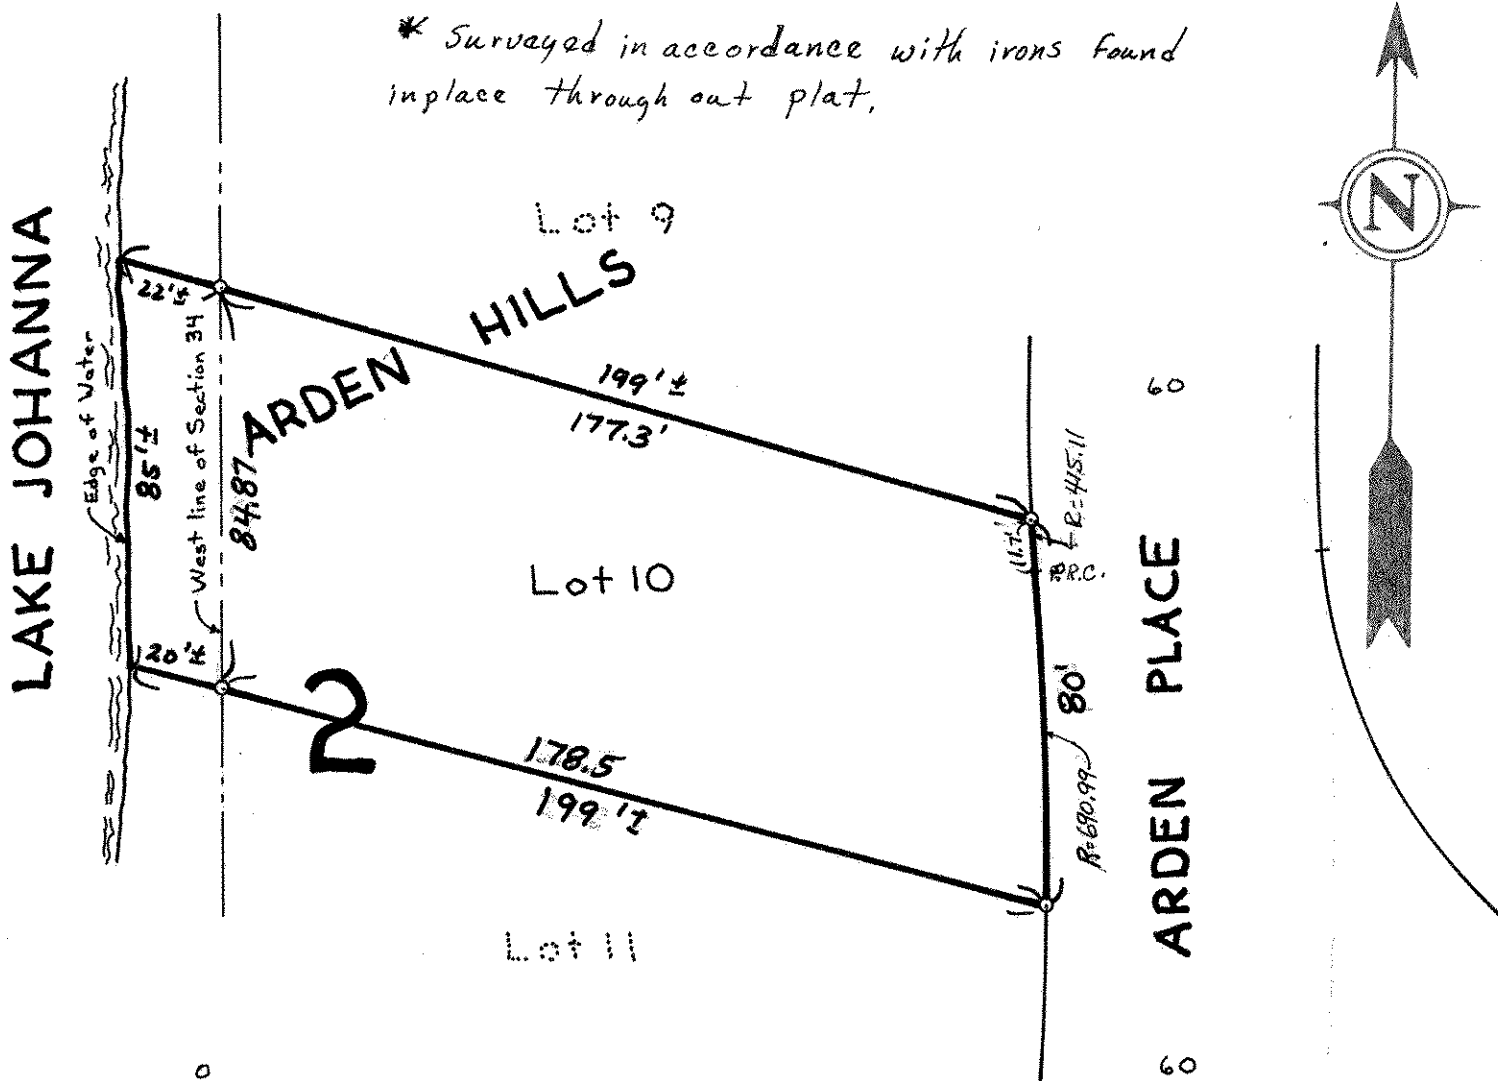 * Surveyed in accordance with irons found
inplace through out plat.
N
Lot 9
ARDEN HILLS
LAKE JOHANNA
Edge of Water
West line of Section 34
22'±
85'±
84.87
20'±
199'±
177.3'
60
R=415.11
11.7'
P.R.C.
Lot 10
2
80'
R=690.99
ARDEN PLACE
178.5
199'±
Lot 11
0
60